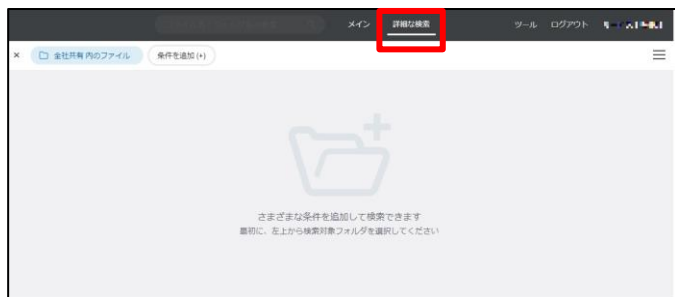 メイン
詳細な検索
ツール
ログアウト
× 全社共有 内のファイル
条件を追加 (+)
さまざまな条件を追加して検索できます
最初に、左上から検索対象フォルダを選択してください